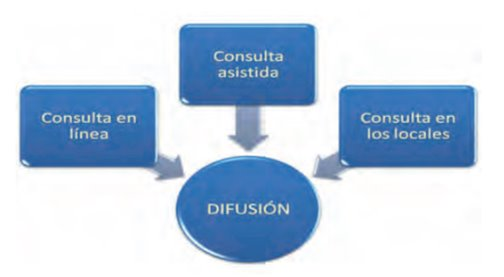 Consulta
asistida
Consulta en
línea
Consulta en
los locales
DIFUSIÓN